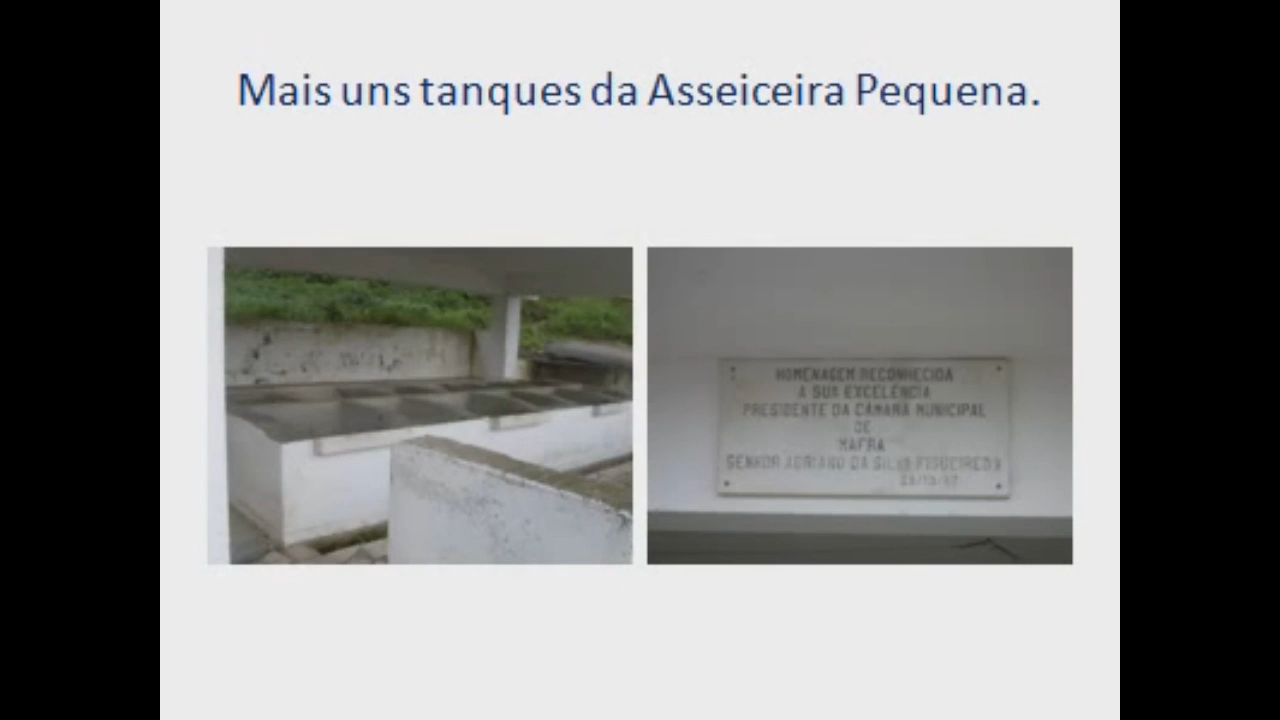 Mais uns tanques da Asseiceira Pequena.
HOMENAGEM RECONHECIDA
A SUA EXCELÊNCIA
PRESIDENTE DA CÂMARA MUNICIPAL
DE
MAFRA
SENHOR ADRIANO DA SILVA FIGUEIREDO